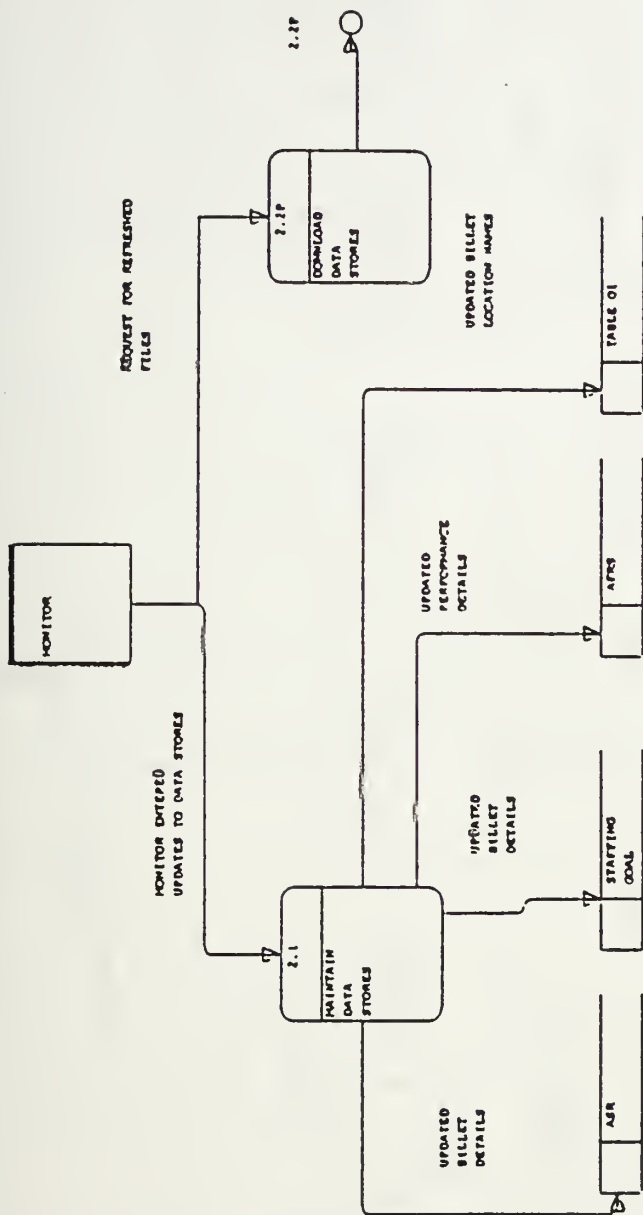 MONITOR
REQUEST FOR REFRESHED
FILES
MONITOR ENTERED
UPDATES TO DATA STORES
2.2P
2.2P
DOWNLOAD
DATA
STORES
2.1
MAINTAIN
DATA
STORES
UPDATED BILLET
LOCATION NAMES
UPDATED
PERFORMANCE
DETAILS
UPDATED
BILLET
DETAILS
UPDATED
BILLET
DETAILS
ASR
STAFFING
GOAL
AFRS
TABLE 01